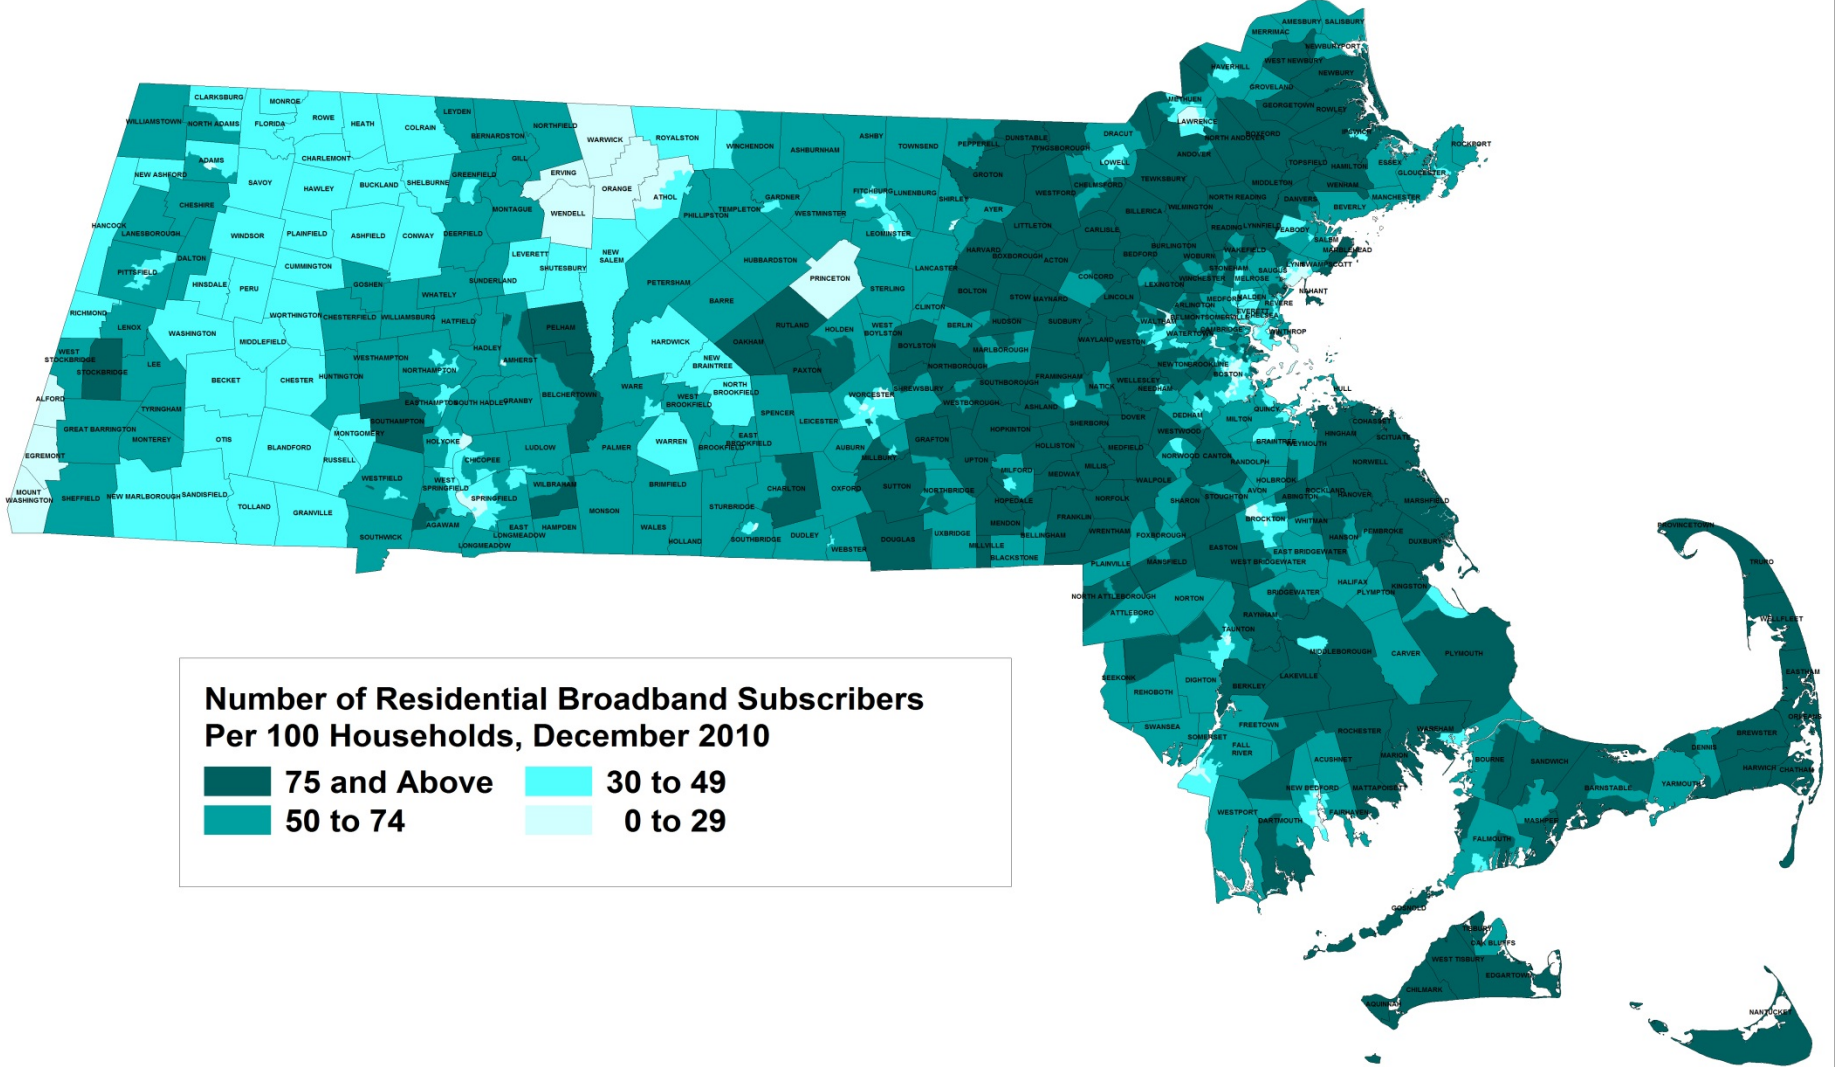 AMESBURY SALISBURY
MERRIMAC
NEWBURYPORT
WEST NEWBURY
HAVERHILL
NEWBURY
GROVELAND
CLARKSBURG
MONROE
METHUEN
GEORGETOWN ROWLEY
LEYDEN
ROWE
WILLIAMSTOWN NORTH ADAMS FLORIDA HEATH COLRAIN
NORTHFIELD
LAWRENCE
BERNARDSTON
WARWICK ROYALSTON
ASHBY
DUNSTABLE
DRACUT
NORTH ANDOVER BOXFORD
IPSWICH
WINCHENDON ASHBURNHAM TOWNSEND PEPPERELL
TYNGSBOROUGH
ROCKPORT
ADAMS CHARLEMONT
GILL
LOWELL
ANDOVER
TOPSFIELD HAMILTON
ESSEX
NEW ASHFORD
SAVOY HAWLEY BUCKLAND SHELBURNE GREENFIELD
ERVING
ORANGE
GROTON
TEWKSBURY
GLOUCESTER
CHELMSFORD
MIDDLETON WENHAM
ATHOL
GARDNER
FITCHBURG LUNENBURG SHIRLEY
WESTFORD
NORTH READING DANVERS
MANCHESTER
CHESHIRE
MONTAGUE
WENDELL
PHILLIPSTON
TEMPLETON WESTMINSTER
AYER
BILLERICA WILMINGTON
BEVERLY
HANCOCK LANESBOROUGH
WINDSOR PLAINFIELD ASHFIELD CONWAY DEERFIELD
LEOMINSTER
LITTLETON
CARLISLE
READING LYNNFIELD PEABODY
SALEM
DALTON
LEVERETT
NEW
SALEM
HARVARD
BURLINGTON
WAKEFIELD
MARBLEHEAD
PITTSFIELD
CUMMINGTON
SHUTESBURY
HUBBARDSTON
BOXBOROUGH ACTON
BEDFORD
WOBURN
STONEHAM
SAUGUS
LYNN SWAMPSCOTT
HINSDALE
PERU
GOSHEN
WHATELY
SUNDERLAND
PETERSHAM
PRINCETON
LANCASTER
CONCORD
WINCHESTER MELROSE
STERLING
BOLTON
STOW MAYNARD
LINCOLN
LEXINGTON
NAHANT
BARRE
MEDFORD
MALDEN
REVERE
RICHMOND
WORTHINGTON
CHESTERFIELD WILLIAMSBURG
HATFIELD
CLINTON
ARLINGTON
EVERETT
CHELSEA
LENOX
WASHINGTON
PELHAM
RUTLAND
HOLDEN
WEST
BOYLSTON
BERLIN
HUDSON SUDBURY
WALTHAM
BELMONT SOMERVILLE
WATERTOWN
CAMBRIDGE
WINTHROP
MIDDLEFIELD
HADLEY
OAKHAM
BOYLSTON
WAYLAND WESTON
HARDWICK
NEW
BRAINTREE
WEST
STOCKBRIDGE
LEE
WESTHAMPTON
NORTHAMPTON
AMHERST
PAXTON
MARLBOROUGH
NORTHBOROUGH
NEWTON BROOKLINE
BOSTON
STOCKBRIDGE
BECKET
CHESTER
HUNTINGTON
WARE
NORTH
BROOKFIELD
SHREWSBURY
SOUTHBOROUGH
FRAMINGHAM
NATICK
WELLESLEY
NEEDHAM
HULL
ALFORD
TYRINGHAM
EASTHAMPTON SOUTH HADLEY GRANBY
BELCHERTOWN
WEST
BROOKFIELD
WORCESTER
WESTBOROUGH
ASHLAND
SHERBORN
DOVER
DEDHAM
MILTON
QUINCY
GREAT BARRINGTON
MONTEREY
SOUTHAMPTON
SPENCER
LEICESTER
COHASSET
OTIS
BLANDFORD
MONTGOMERY
HOLYOKE
LUDLOW
PALMER
WARREN
EAST
BROOKFIELD
BROOKFIELD
AUBURN
GRAFTON
HOPKINTON
HOLLISTON
MEDFIELD
WESTWOOD
NORWOOD CANTON
BRAINTREE
WEYMOUTH
HINGHAM
SCITUATE
EGREMONT
RUSSELL
CHICOPEE
MILLBURY
UPTON
RANDOLPH
NORWELL
MILFORD
MEDWAY
MILLIS
WALPOLE
HOLBROOK
MOUNT
WASHINGTON
SHEFFIELD
NEW MARLBOROUGH SANDISFIELD
TOLLAND
GRANVILLE
WESTFIELD
WEST
SPRINGFIELD
SPRINGFIELD
WILBRAHAM
BRIMFIELD
CHARLTON
OXFORD
SUTTON
NORTHBRIDGE
HOPEDALE
NORFOLK
SHARON
STOUGHTON
AVON
ABINGTON
ROCKLAND
HANOVER
MARSHFIELD
AGAWAM
EAST
LONGMEADOW
HAMPDEN
MONSON
WALES
STURBRIDGE
MENDON
FRANKLIN
WRENTHAM
BROCKTON
WHITMAN
PEMBROKE
PROVINCETOWN
SOUTHWICK
LONGMEADOW
HOLLAND
SOUTHBRIDGE
DUDLEY
WEBSTER
DOUGLAS
UXBRIDGE
MILLVILLE
BLACKSTONE
BELLINGHAM
FOXBOROUGH
EASTON
HANSON
DUXBURY
EAST BRIDGEWATER
PLAINVILLE
MANSFIELD
WEST BRIDGEWATER
TRURO
HALIFAX
NORTH ATTLEBOROUGH
NORTON
BRIDGEWATER
PLYMPTON
KINGSTON
ATTLEBORO
RAYNHAM
WELLFLEET
TAUNTON
MIDDLEBOROUGH
CARVER
PLYMOUTH
EASTHAM
SEEKONK
REHOBOTH
DIGHTON
BERKLEY
LAKEVILLE
SWANSEA
SOMERSET
FREETOWN
ROCHESTER
WAREHAM
ORLEANS
FALL
RIVER
BREWSTER
DENNIS
ACUSHNET
MARION
BOURNE
SANDWICH
HARWICH CHATHAM
NEW BEDFORD
MATTAPOISETT
BARNSTABLE
YARMOUTH
WESTPORT
DARTMOUTH
FAIRHAVEN
MASHPEE
FALMOUTH
GOSNOLD
TISBURY
OAK BLUFFS
WEST TISBURY
EDGARTOWN
CHILMARK
AQUINNAH
NANTUCKET
Number of Residential Broadband Subscribers
Per 100 Households, December 2010
75 and Above 30 to 49
50 to 74 0 to 29